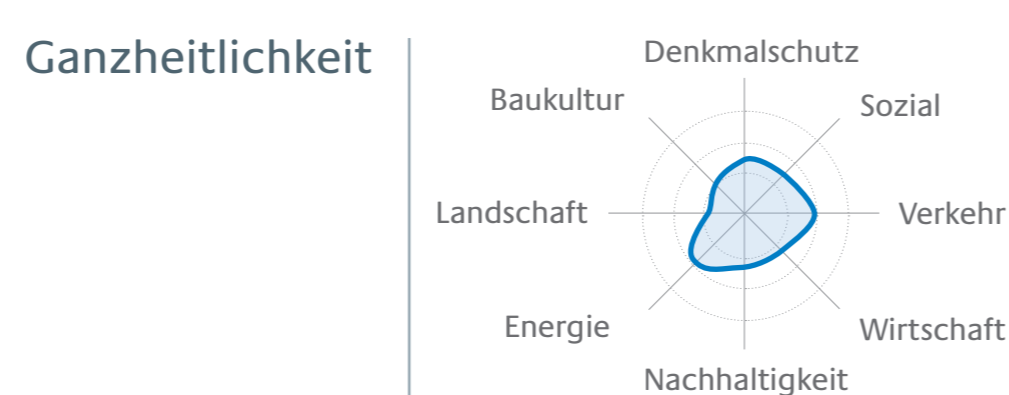 Ganzheitlichkeit
Denkmalschutz
Baukultur
Sozial
Landschaft
Verkehr
Energie
Wirtschaft
Nachhaltigkeit